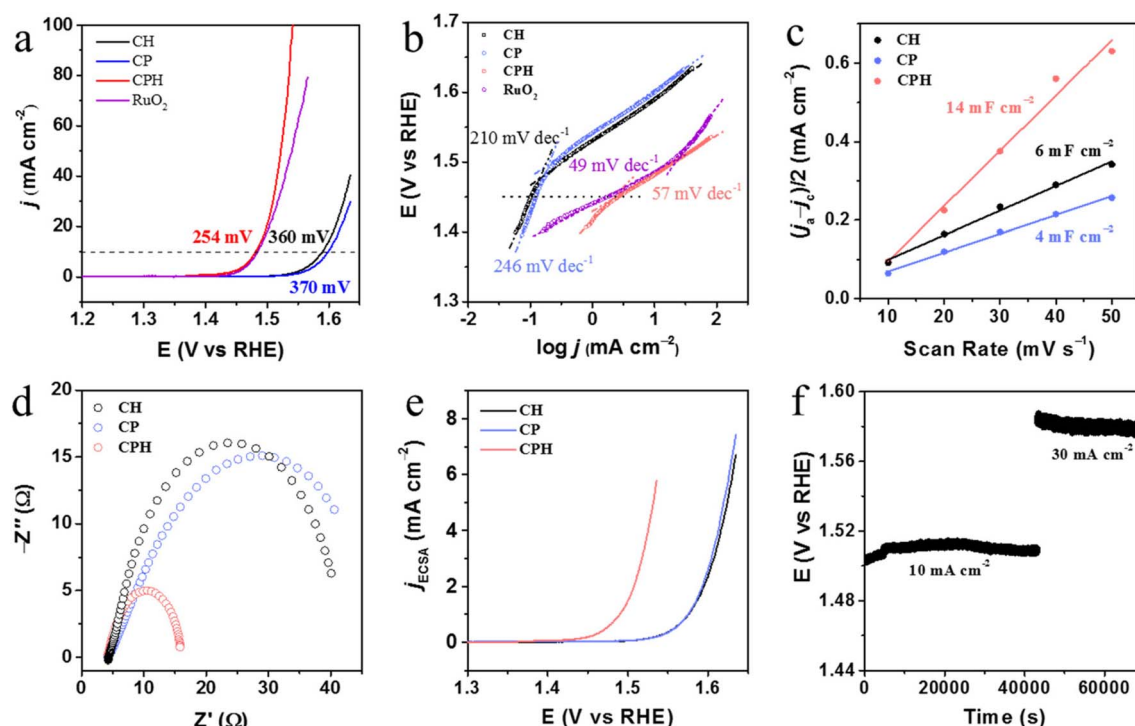 a
100
80
60
40
20
0
j (mA cm⁻²)
CH
CP
CPH
RuO₂
254 mV
360 mV
370 mV
1.2 1.3 1.4 1.5 1.6
E (V vs RHE)
b
1.7
1.6
1.5
1.4
1.3
E (V vs RHE)
CH
CP
CPH
RuO₂
210 mV dec⁻¹
49 mV dec⁻¹
57 mV dec⁻¹
246 mV dec⁻¹
-2 -1 0 1 2
log j (mA cm⁻²)
c
0.6
0.4
0.2
0.0
(jₐ–j꜀)/2 (mA cm⁻²)
CH
CP
CPH
14 mF cm⁻²
6 mF cm⁻²
4 mF cm⁻²
10 20 30 40 50
Scan Rate (mV s⁻¹)
d
20
15
10
5
0
–Z'' (Ω)
CH
CP
CPH
0 10 20 30 40
Z' (Ω)
e
8
6
4
2
0
j_ECSA (mA cm⁻²)
CH
CP
CPH
1.3 1.4 1.5 1.6
E (V vs RHE)
f
1.60
1.56
1.52
1.48
1.44
E (V vs RHE)
30 mA cm⁻²
10 mA cm⁻²
0 20000 40000 60000
Time (s)